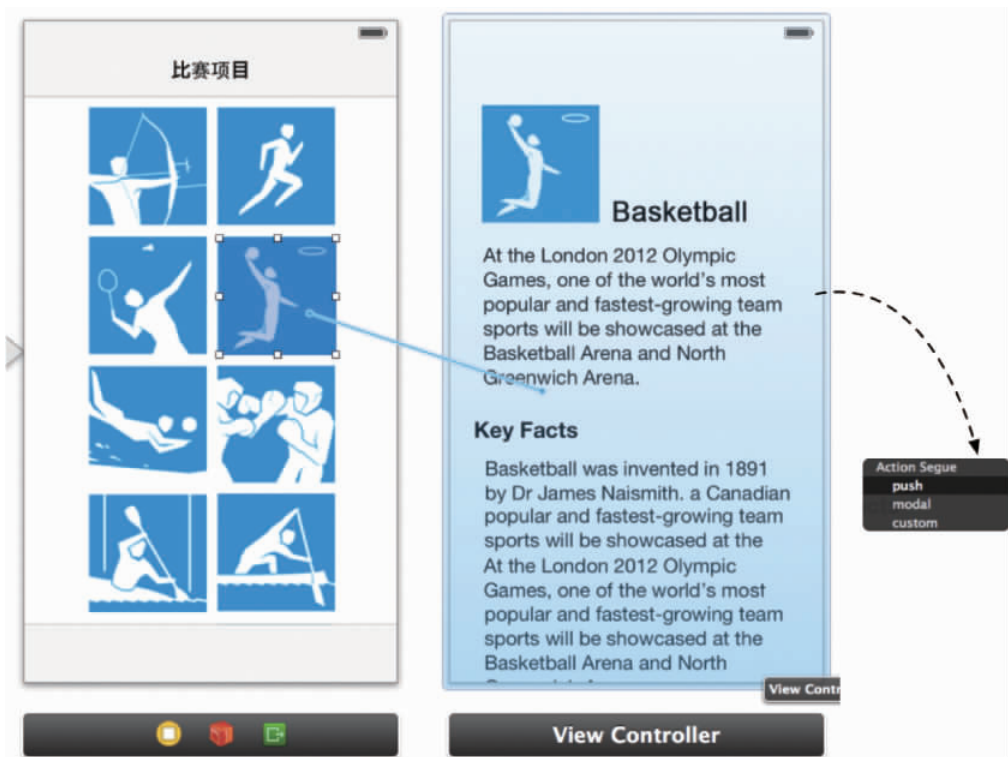 比赛项目
Basketball
At the London 2012 Olympic
Games, one of the world's most
popular and fastest-growing team
sports will be showcased at the
Basketball Arena and North
Greenwich Arena.
Key Facts
Basketball was invented in 1891
by Dr James Naismith. a Canadian
popular and fastest-growing team
sports will be showcased at the
At the London 2012 Olympic
Games, one of the world's most
popular and fastest-growing team
sports will be showcased at the
Basketball Arena and North
Action Segue
push
modal
custom
View Contr
View Controller